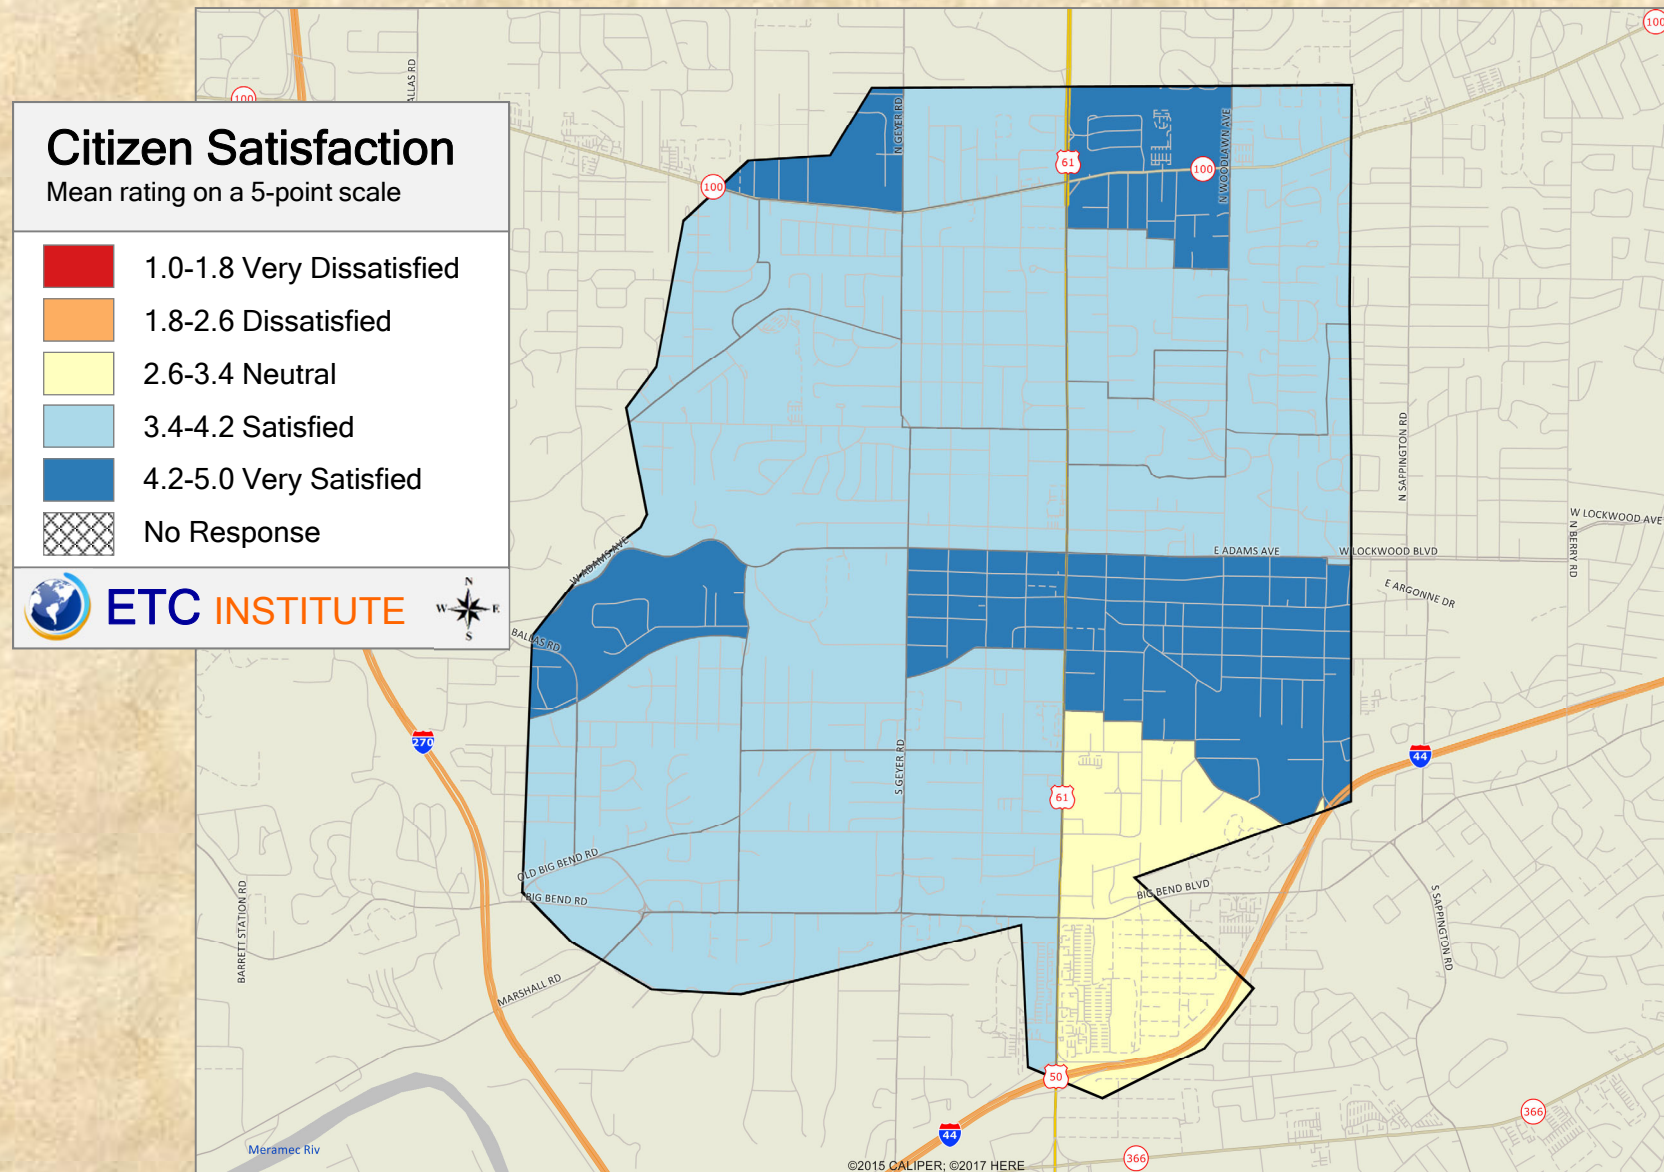 Citizen Satisfaction
Mean rating on a 5-point scale
1.0-1.8 Very Dissatisfied
1.8-2.6 Dissatisfied
2.6-3.4 Neutral
3.4-4.2 Satisfied
4.2-5.0 Very Satisfied
No Response
ETC INSTITUTE
N
W E
S
100
100
ALLAS RD
N GEYER RD
61
100
N WOODLAWN AVE
100
N SAPPINGTON RD
W LOCKWOOD AVE
N BERRY RD
E ADAMS AVE
W LOCKWOOD BLVD
W ADAMS AVE
E ARGONNE DR
BALLAS RD
270
S GEYER RD
44
61
OLD BIG BEND RD
BIG BEND RD
BIG BEND BLVD
BARRETT STATION RD
S SAPPINGTON RD
MARSHALL RD
50
366
44
Meramec Riv
366
©2015 CALIPER; ©2017 HERE